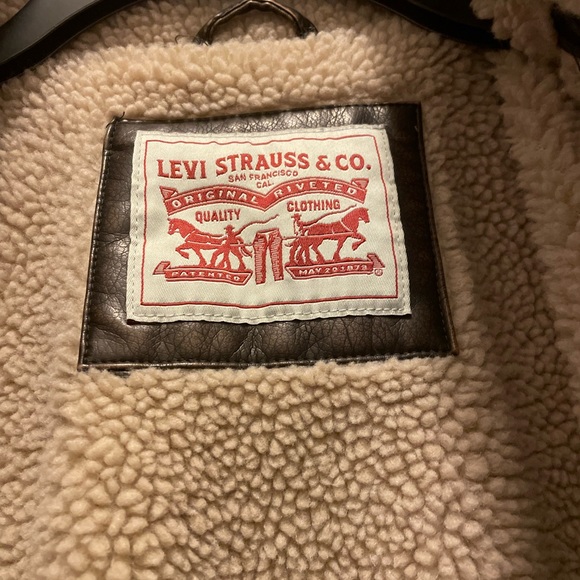 LEVI STRAUSS & CO.
SAN FRANCISCO
CAL.
ORIGINAL RIVETED
QUALITY CLOTHING
PATENTED MAY 20 1873 ®